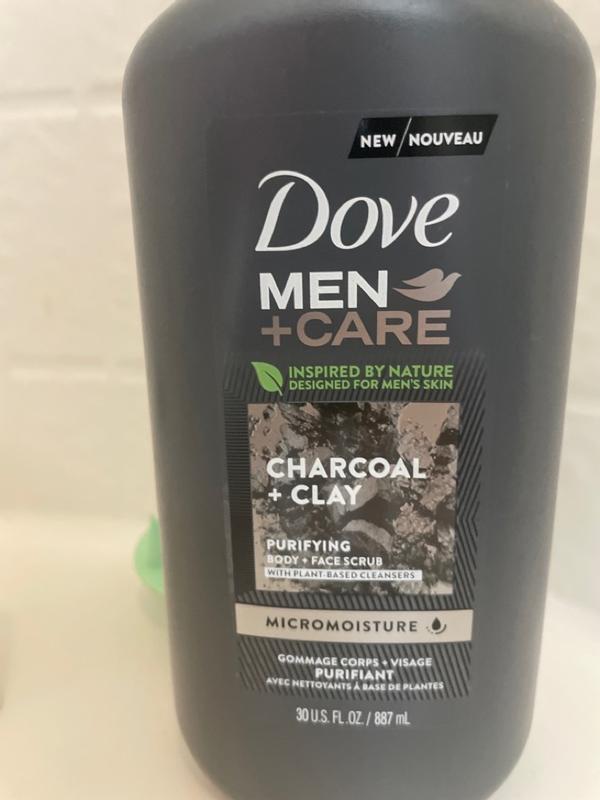 NEW/NOUVEAU
Dove
MEN
+CARE
INSPIRED BY NATURE
DESIGNED FOR MEN'S SKIN
CHARCOAL
+ CLAY
PURIFYING
BODY + FACE SCRUB
WITH PLANT-BASED CLEANSERS
MICROMOISTURE
GOMMAGE CORPS + VISAGE
PURIFIANT
AVEC NETTOYANTS À BASE DE PLANTES
30 U.S. FL. OZ. / 887 mL